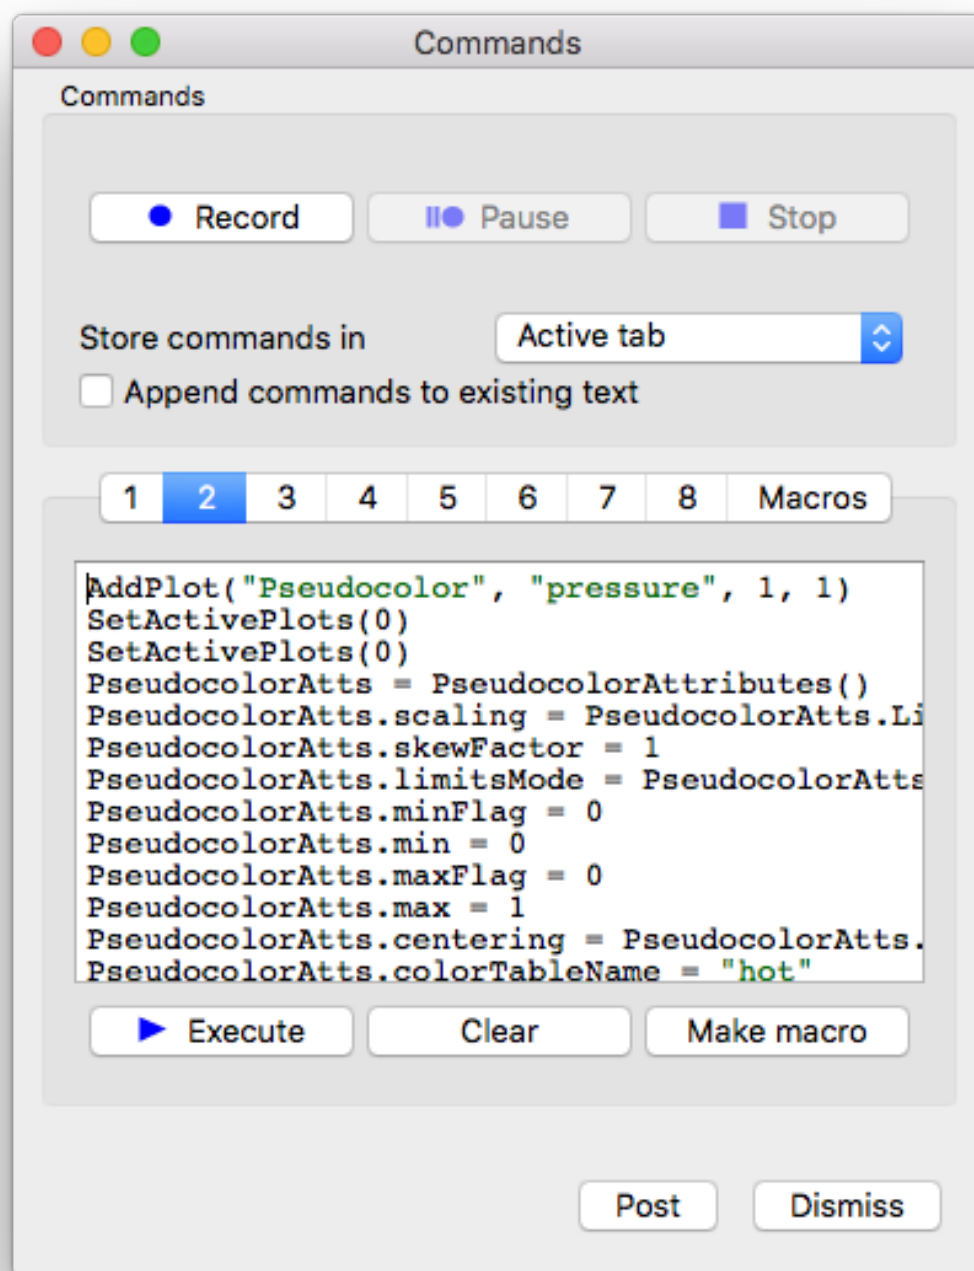 Commands
Commands
Record Pause Stop
Store commands in Active tab
Append commands to existing text
1 2 3 4 5 6 7 8 Macros
AddPlot("Pseudocolor", "pressure", 1, 1)
SetActivePlots(0)
SetActivePlots(0)
PseudocolorAtts = PseudocolorAttributes()
PseudocolorAtts.scaling = PseudocolorAtts.Li
PseudocolorAtts.skewFactor = 1
PseudocolorAtts.limitsMode = PseudocolorAtts
PseudocolorAtts.minFlag = 0
PseudocolorAtts.min = 0
PseudocolorAtts.maxFlag = 0
PseudocolorAtts.max = 1
PseudocolorAtts.centering = PseudocolorAtts.
PseudocolorAtts.colorTableName = "hot"
Execute Clear Make macro
Post Dismiss